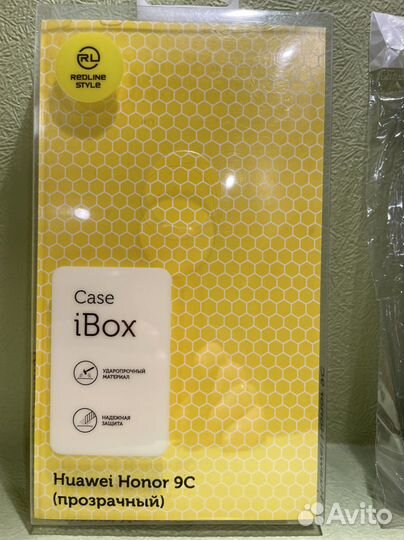 RL
REDLINE
STYLE
Case
iBox
УДАРОПРОЧНЫЙ
МАТЕРИАЛ
НАДЕЖНАЯ
ЗАЩИТА
Huawei Honor 9C
(прозрачный)
Avito